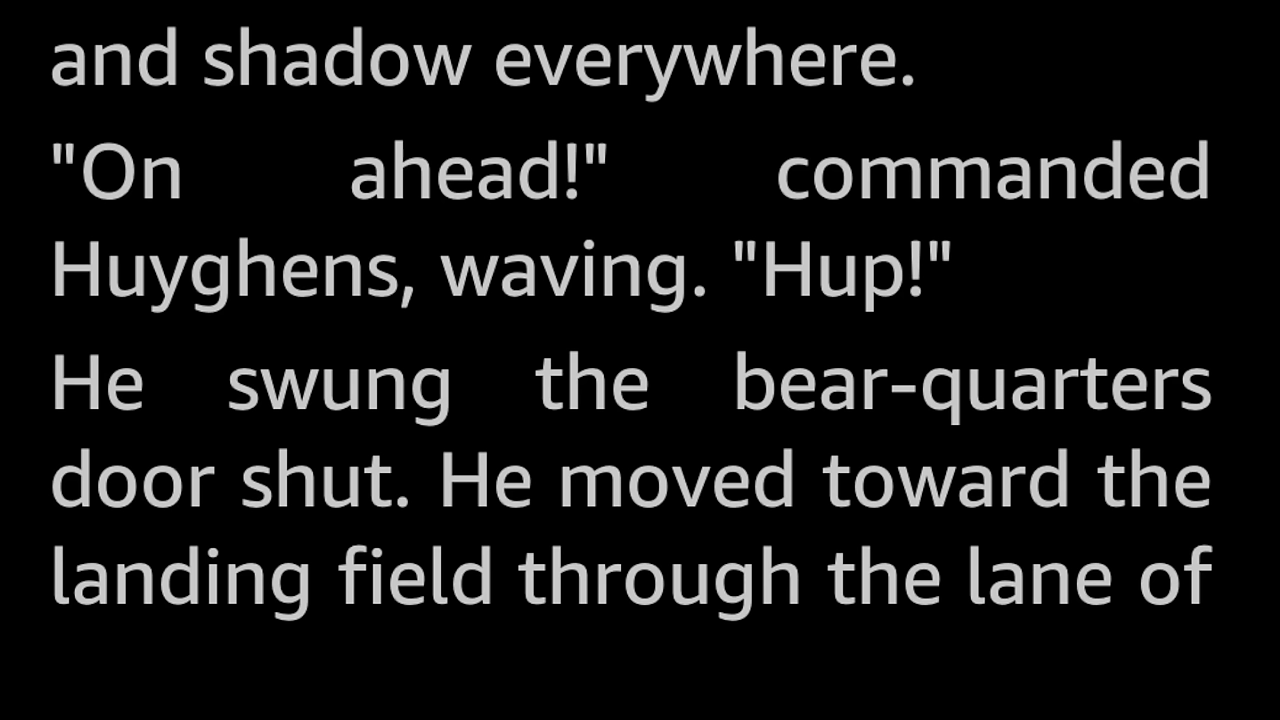 and shadow everywhere.
"On ahead!" commanded
Huyghens, waving. "Hup!"
He swung the bear-quarters
door shut. He moved toward the
landing field through the lane of